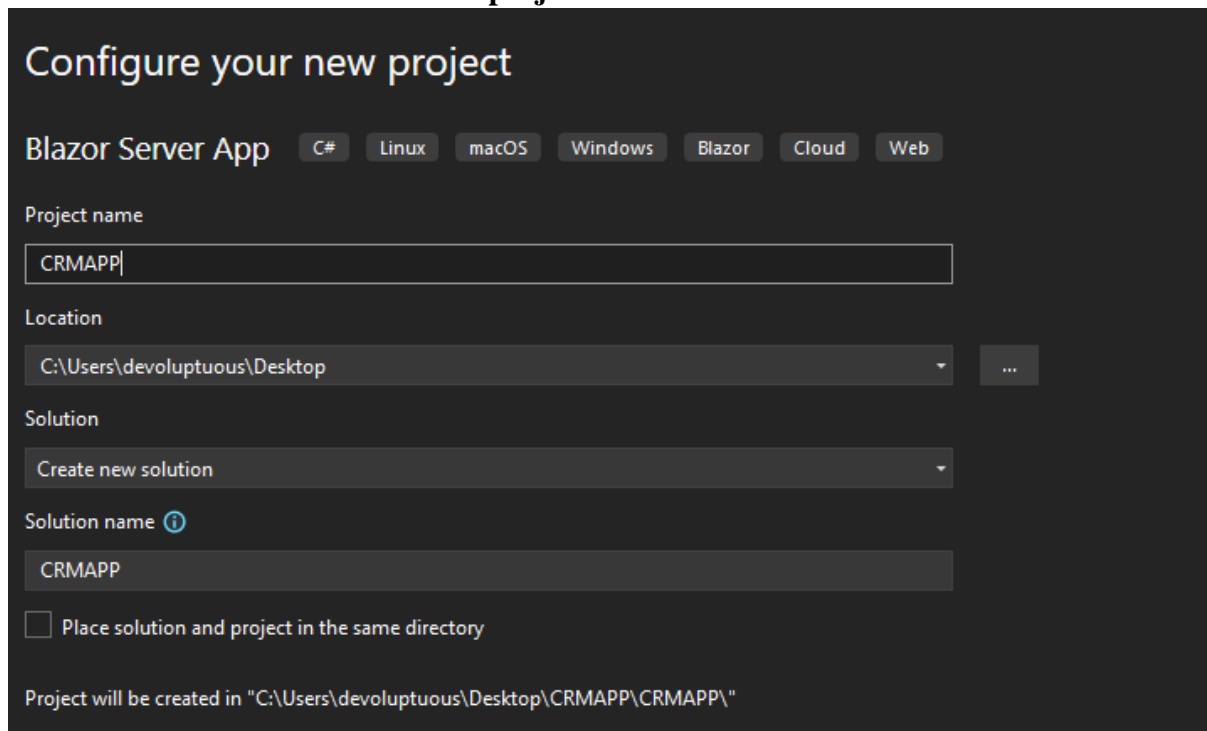 Configure your new project
Blazor Server App C# Linux macOS Windows Blazor Cloud Web
Project name
CRMAPP
Location
C:\Users\devoluptuous\Desktop
...
Solution
Create new solution
Solution name
CRMAPP
Place solution and project in the same directory
Project will be created in "C:\Users\devoluptuous\Desktop\CRMAPP\CRMAPP\"